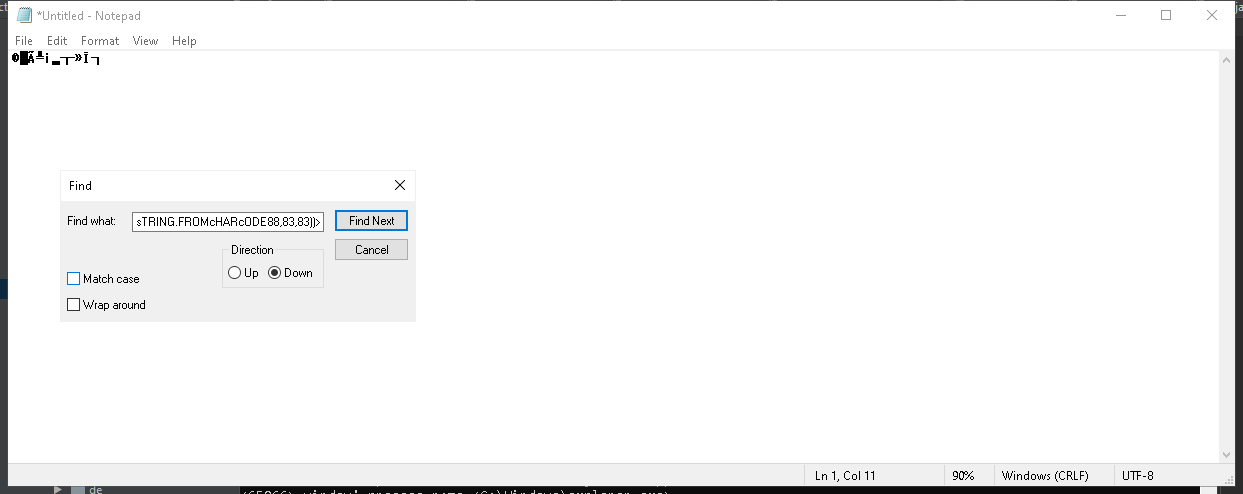 *Untitled - Notepad
File Edit Format View Help
Find
Find what: sTRING.FROMcHARcODE88,83,83))> Find Next
Direction Cancel
Up Down
Match case
Wrap around
Ln 1, Col 11 90% Windows (CRLF) UTF-8
de